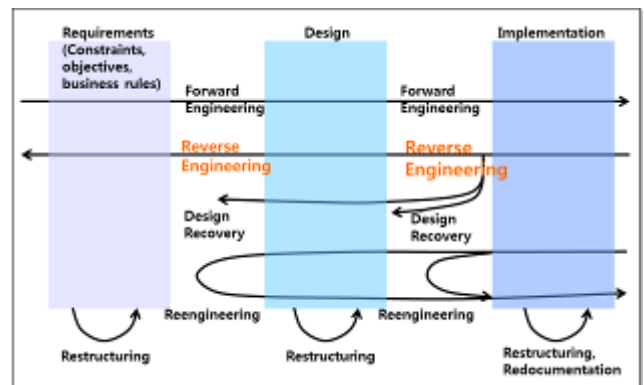 Requirements
(Constraints,
objectives,
business rules)
Design
Implementation
Forward
Engineering
Forward
Engineering
Reverse
Engineering
Reverse
Engineering
Design
Recovery
Design
Recovery
Reengineering
Reengineering
Restructuring
Restructuring
Restructuring,
Redocumentation